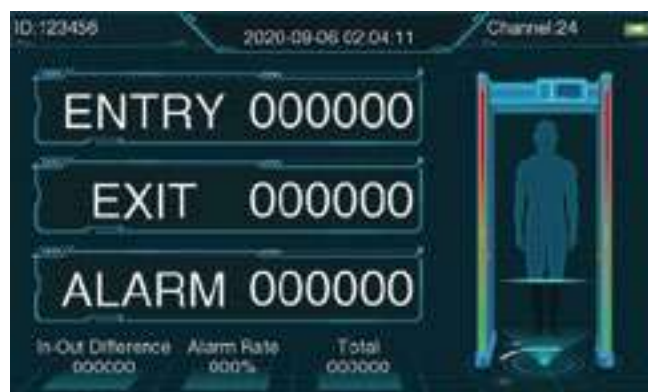 ID:123456 2020-09-06 02:04:11 Channel:24
ENTRY 000000
EXIT 000000
ALARM 000000
In-Out Difference Alarm Rate Total
000000 000% 000000